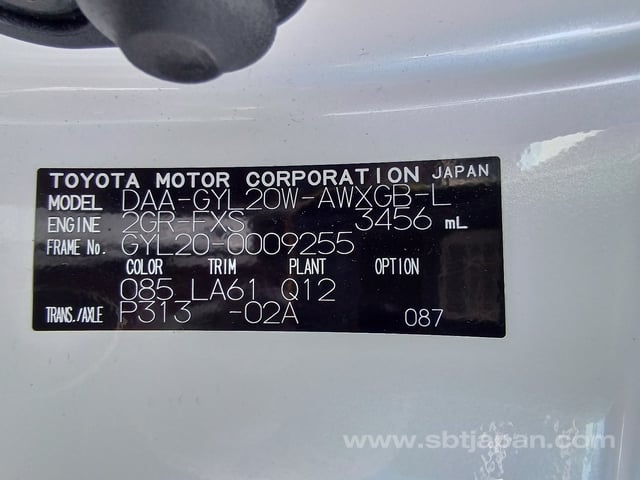 TOYOTA MOTOR CORPORATION JAPAN
MODEL DAA-GYL20W-AWXGB-L
ENGINE 2GR-FXS 3456 mL
FRAME No. GYL20-0009255
COLOR TRIM PLANT OPTION
085 LA61 Q12
TRANS./AXLE P313 -02A 087
www.sbtjapan.com